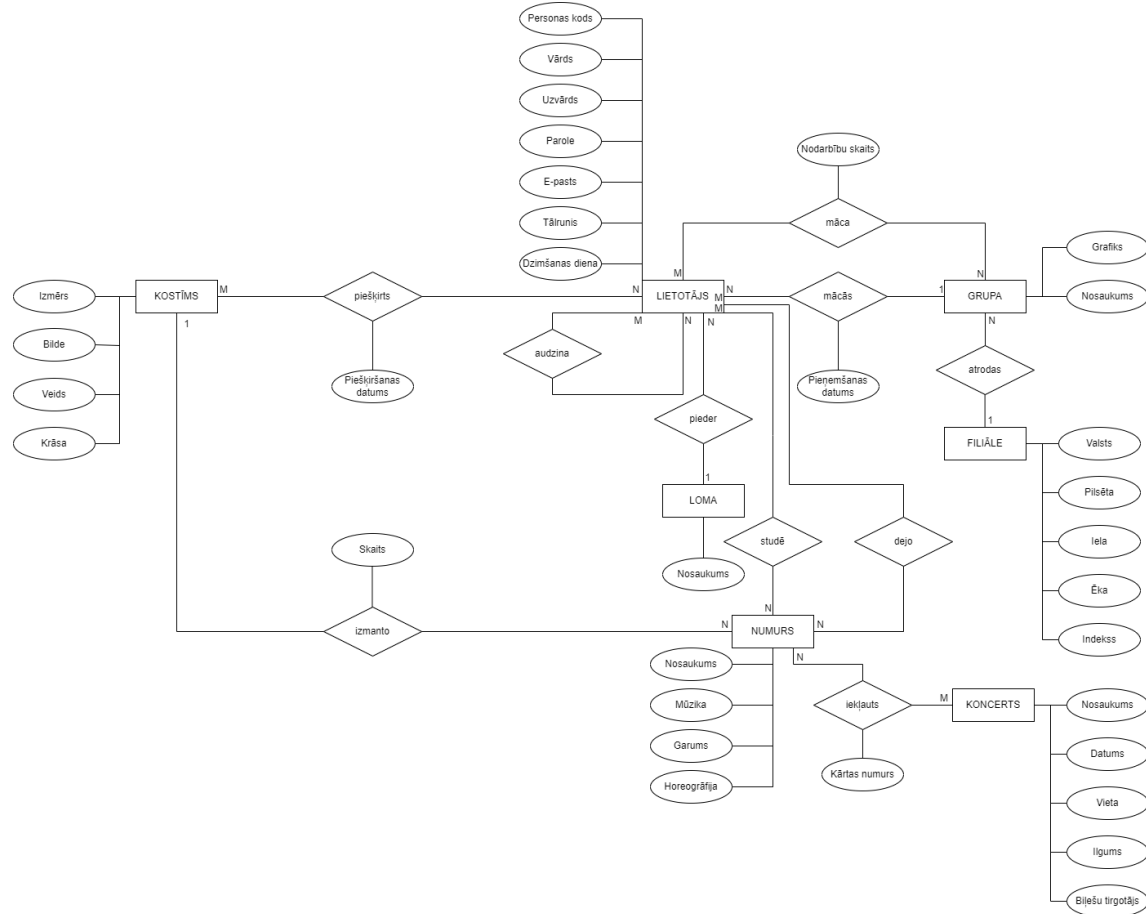 Personas kods
Vārds
Uzvārds
Parole
E-pasts
Tālrunis
Dzimšanas diena
Nodarbību skaits
māca
M
N
Grafiks
Nosaukums
Izmērs
Bilde
Veids
Krāsa
KOSTĪMS
M
1
piešķirts
Piešķiršanas
datums
N
LIETOTĀJS
N
M
M
M
N
N
audzina
mācās
Pieņemšanas
datums
1
GRUPA
N
atrodas
1
FILIĀLE
Valsts
Pilsēta
Iela
Ēka
Indekss
pieder
1
LOMA
Nosaukums
studē
dejo
Skaits
izmanto
N
N
N
NUMURS
N
Nosaukums
Mūzika
Garums
Horeogrāfija
iekļauts
Kārtas numurs
M
KONCERTS
Nosaukums
Datums
Vieta
Ilgums
Biļešu tirgotājs